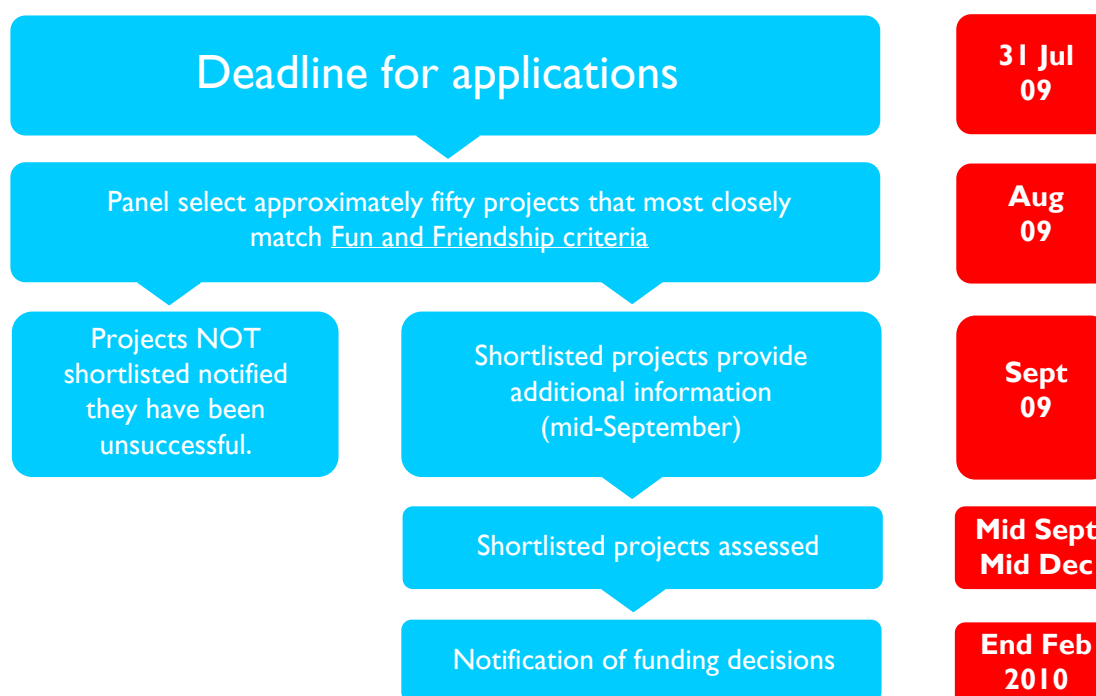 Deadline for applications
31 Jul
09
Panel select approximately fifty projects that most closely
match Fun and Friendship criteria
Aug
09
Projects NOT
shortlisted notified
they have been
unsuccessful.
Shortlisted projects provide
additional information
(mid-September)
Sept
09
Shortlisted projects assessed
Mid Sept
Mid Dec
Notification of funding decisions
End Feb
2010